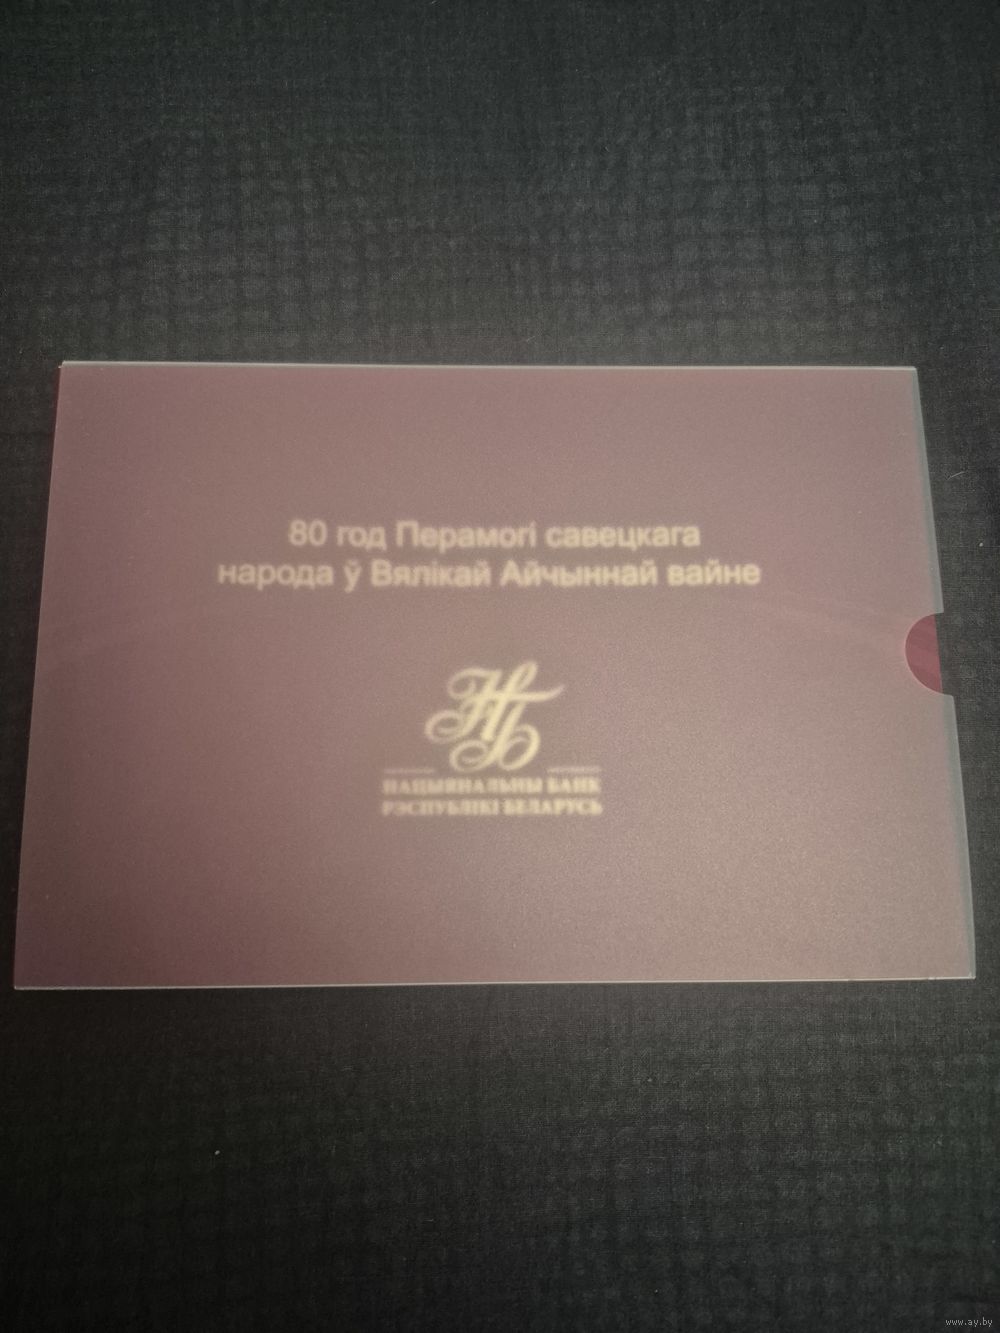 80 год Перамогі савецкага
народа ў Вялікай Айчыннай вайне
НБ
НАЦЫЯНАЛЬНЫ БАНК
РЭСПУБЛІКІ БЕЛАРУСЬ
www.ay.by